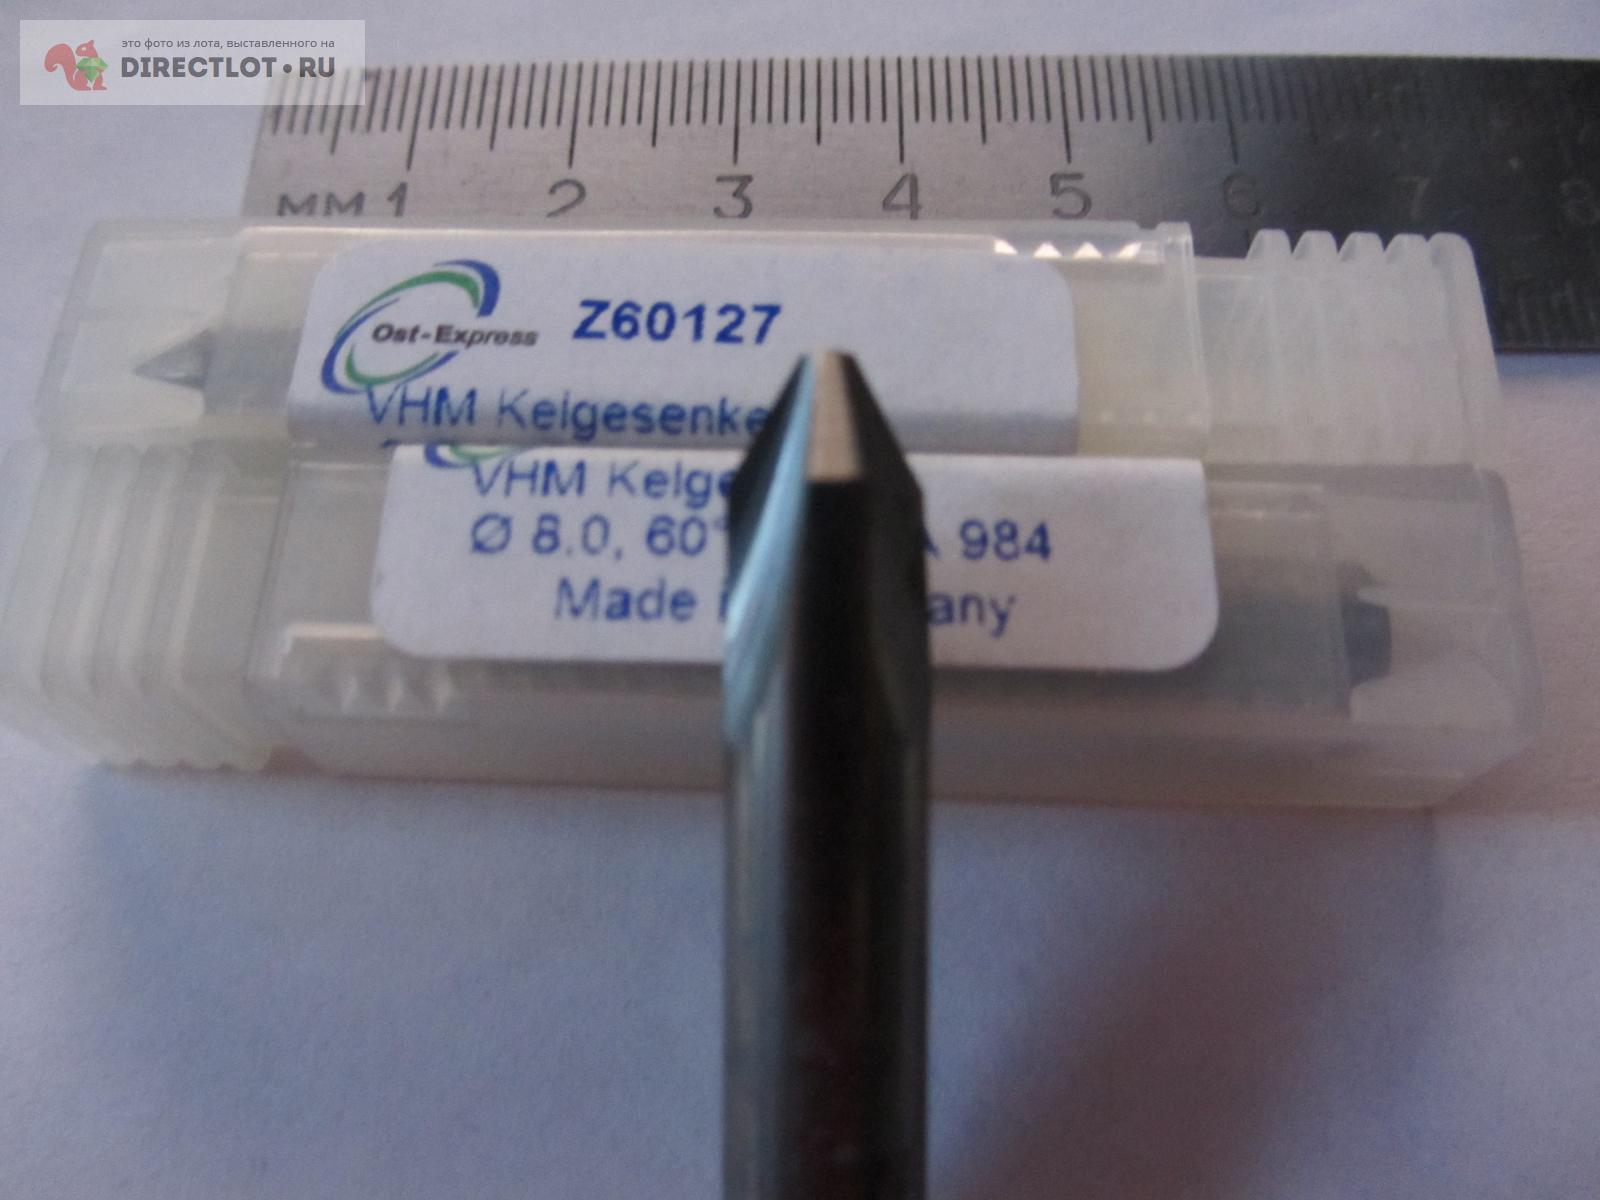 это фото из лота, выставленного на
DIRECTLOT•RU
мм 1 2 3 4 5 6 7 8
Ost-Express Z60127
VHM Kelgesenke
VHM Kelge
Ø 8.0, 60° 984
Made any